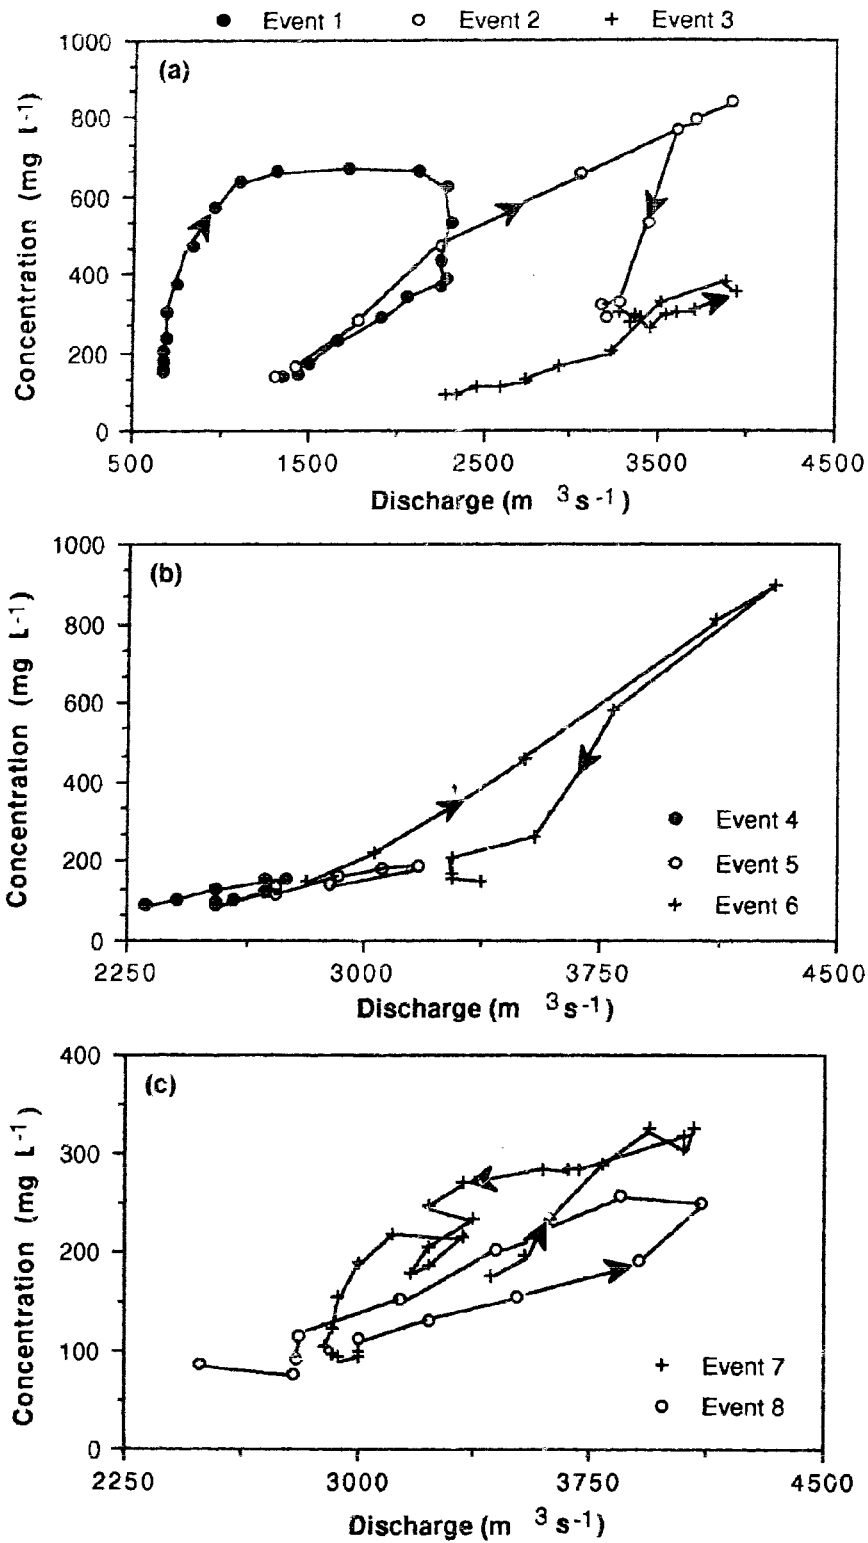 Event 1 Event 2 Event 3
(a)
1000
800
600
400
200
0
Concentration (mg L-1)
500 1500 2500 3500 4500
Discharge (m 3 s-1)
(b)
1000
800
600
400
200
0
Concentration (mg L-1)
Event 4
Event 5
Event 6
2250 3000 3750 4500
Discharge (m 3 s-1)
(c)
400
300
200
100
0
Concentration (mg L-1)
Event 7
Event 8
2250 3000 3750 4500
Discharge (m 3 s-1)